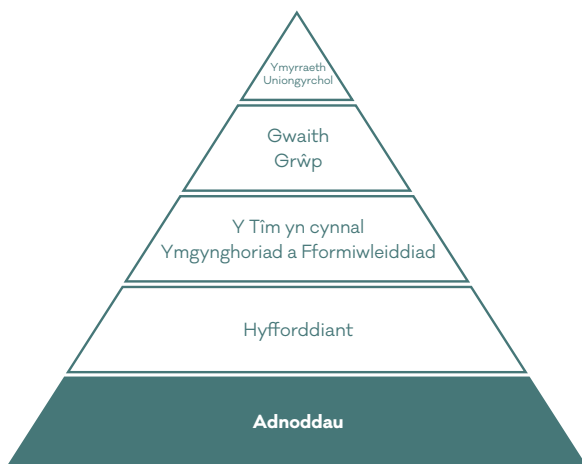 Ymyrraeth
Uniongyrchol
Gwaith
Grŵp
Y Tîm yn cynnal
Ymgynghoriad a Fformiwleiddiad
Hyfforddiant
Adnoddau